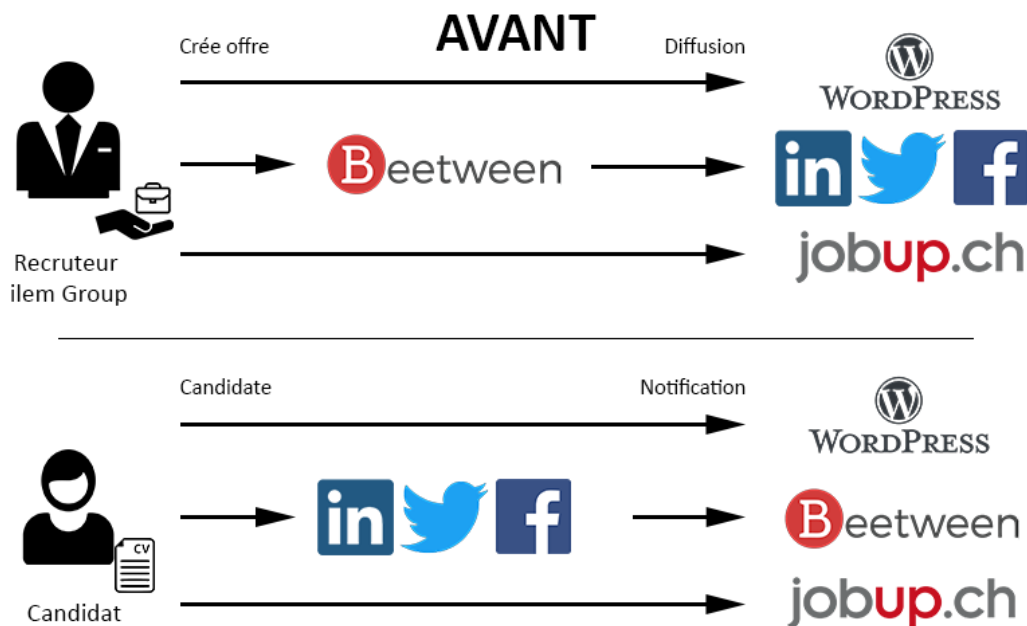 AVANT
Crée offre
Diffusion
WORDPRESS
Beetween
in
f
jobup.ch
Recruteur
ilem Group
Candidate
Notification
WORDPRESS
in
f
Beetween
CV
jobup.ch
Candidat